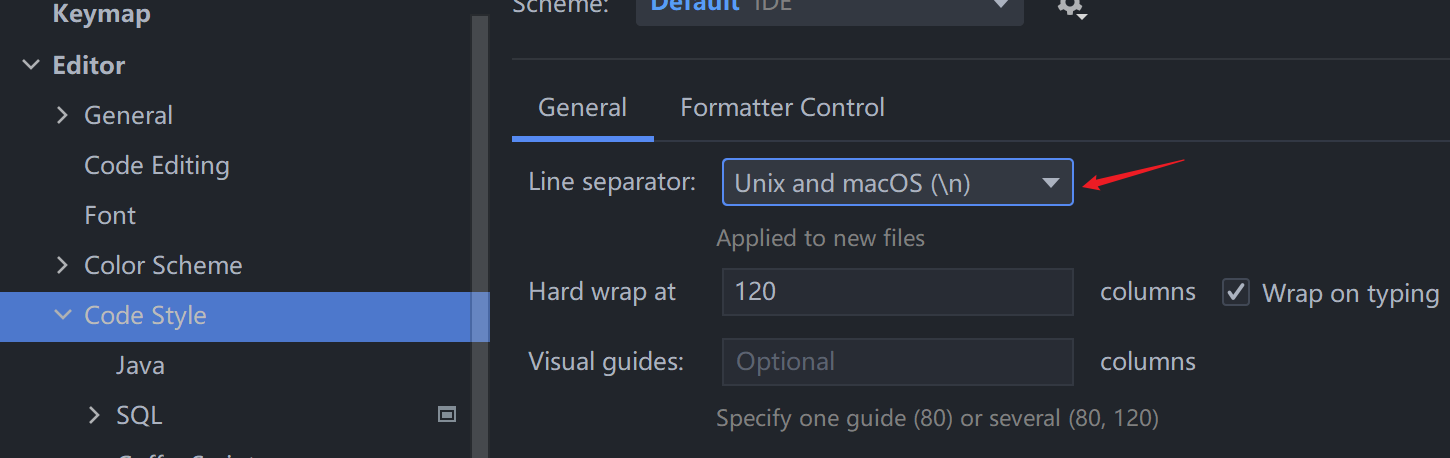 Keymap
Editor
General
Code Editing
Font
Color Scheme
Code Style
Java
SQL
Scheme: Default IDE
General Formatter Control
Line separator: Unix and macOS (\n)
Applied to new files
Hard wrap at 120 columns Wrap on typing
Visual guides: Optional columns
Specify one guide (80) or several (80, 120)